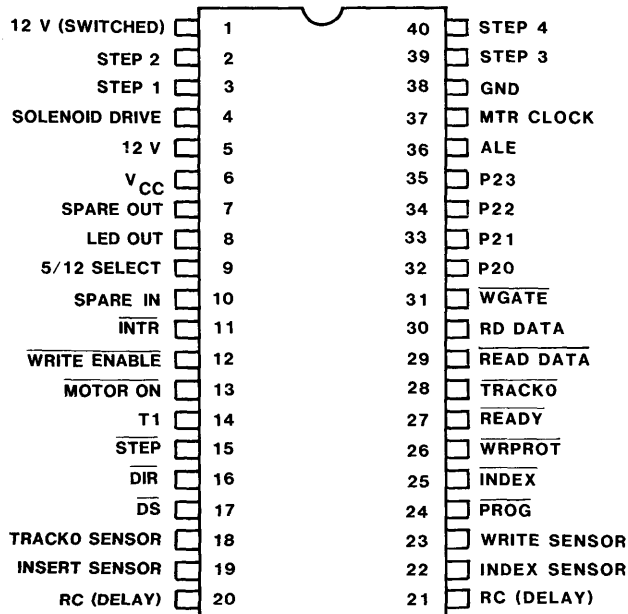 12 V (SWITCHED) 1 40 STEP 4
STEP 2 2 39 STEP 3
STEP 1 3 38 GND
SOLENOID DRIVE 4 37 MTR CLOCK
12 V 5 36 ALE
VCC 6 35 P23
SPARE OUT 7 34 P22
LED OUT 8 33 P21
5/12 SELECT 9 32 P20
SPARE IN 10 31 WGATE
INTR 11 30 RD DATA
WRITE ENABLE 12 29 READ DATA
MOTOR ON 13 28 TRACK0
T1 14 27 READY
STEP 15 26 WRPROT
DIR 16 25 INDEX
DS 17 24 PROG
TRACK0 SENSOR 18 23 WRITE SENSOR
INSERT SENSOR 19 22 INDEX SENSOR
RC (DELAY) 20 21 RC (DELAY)